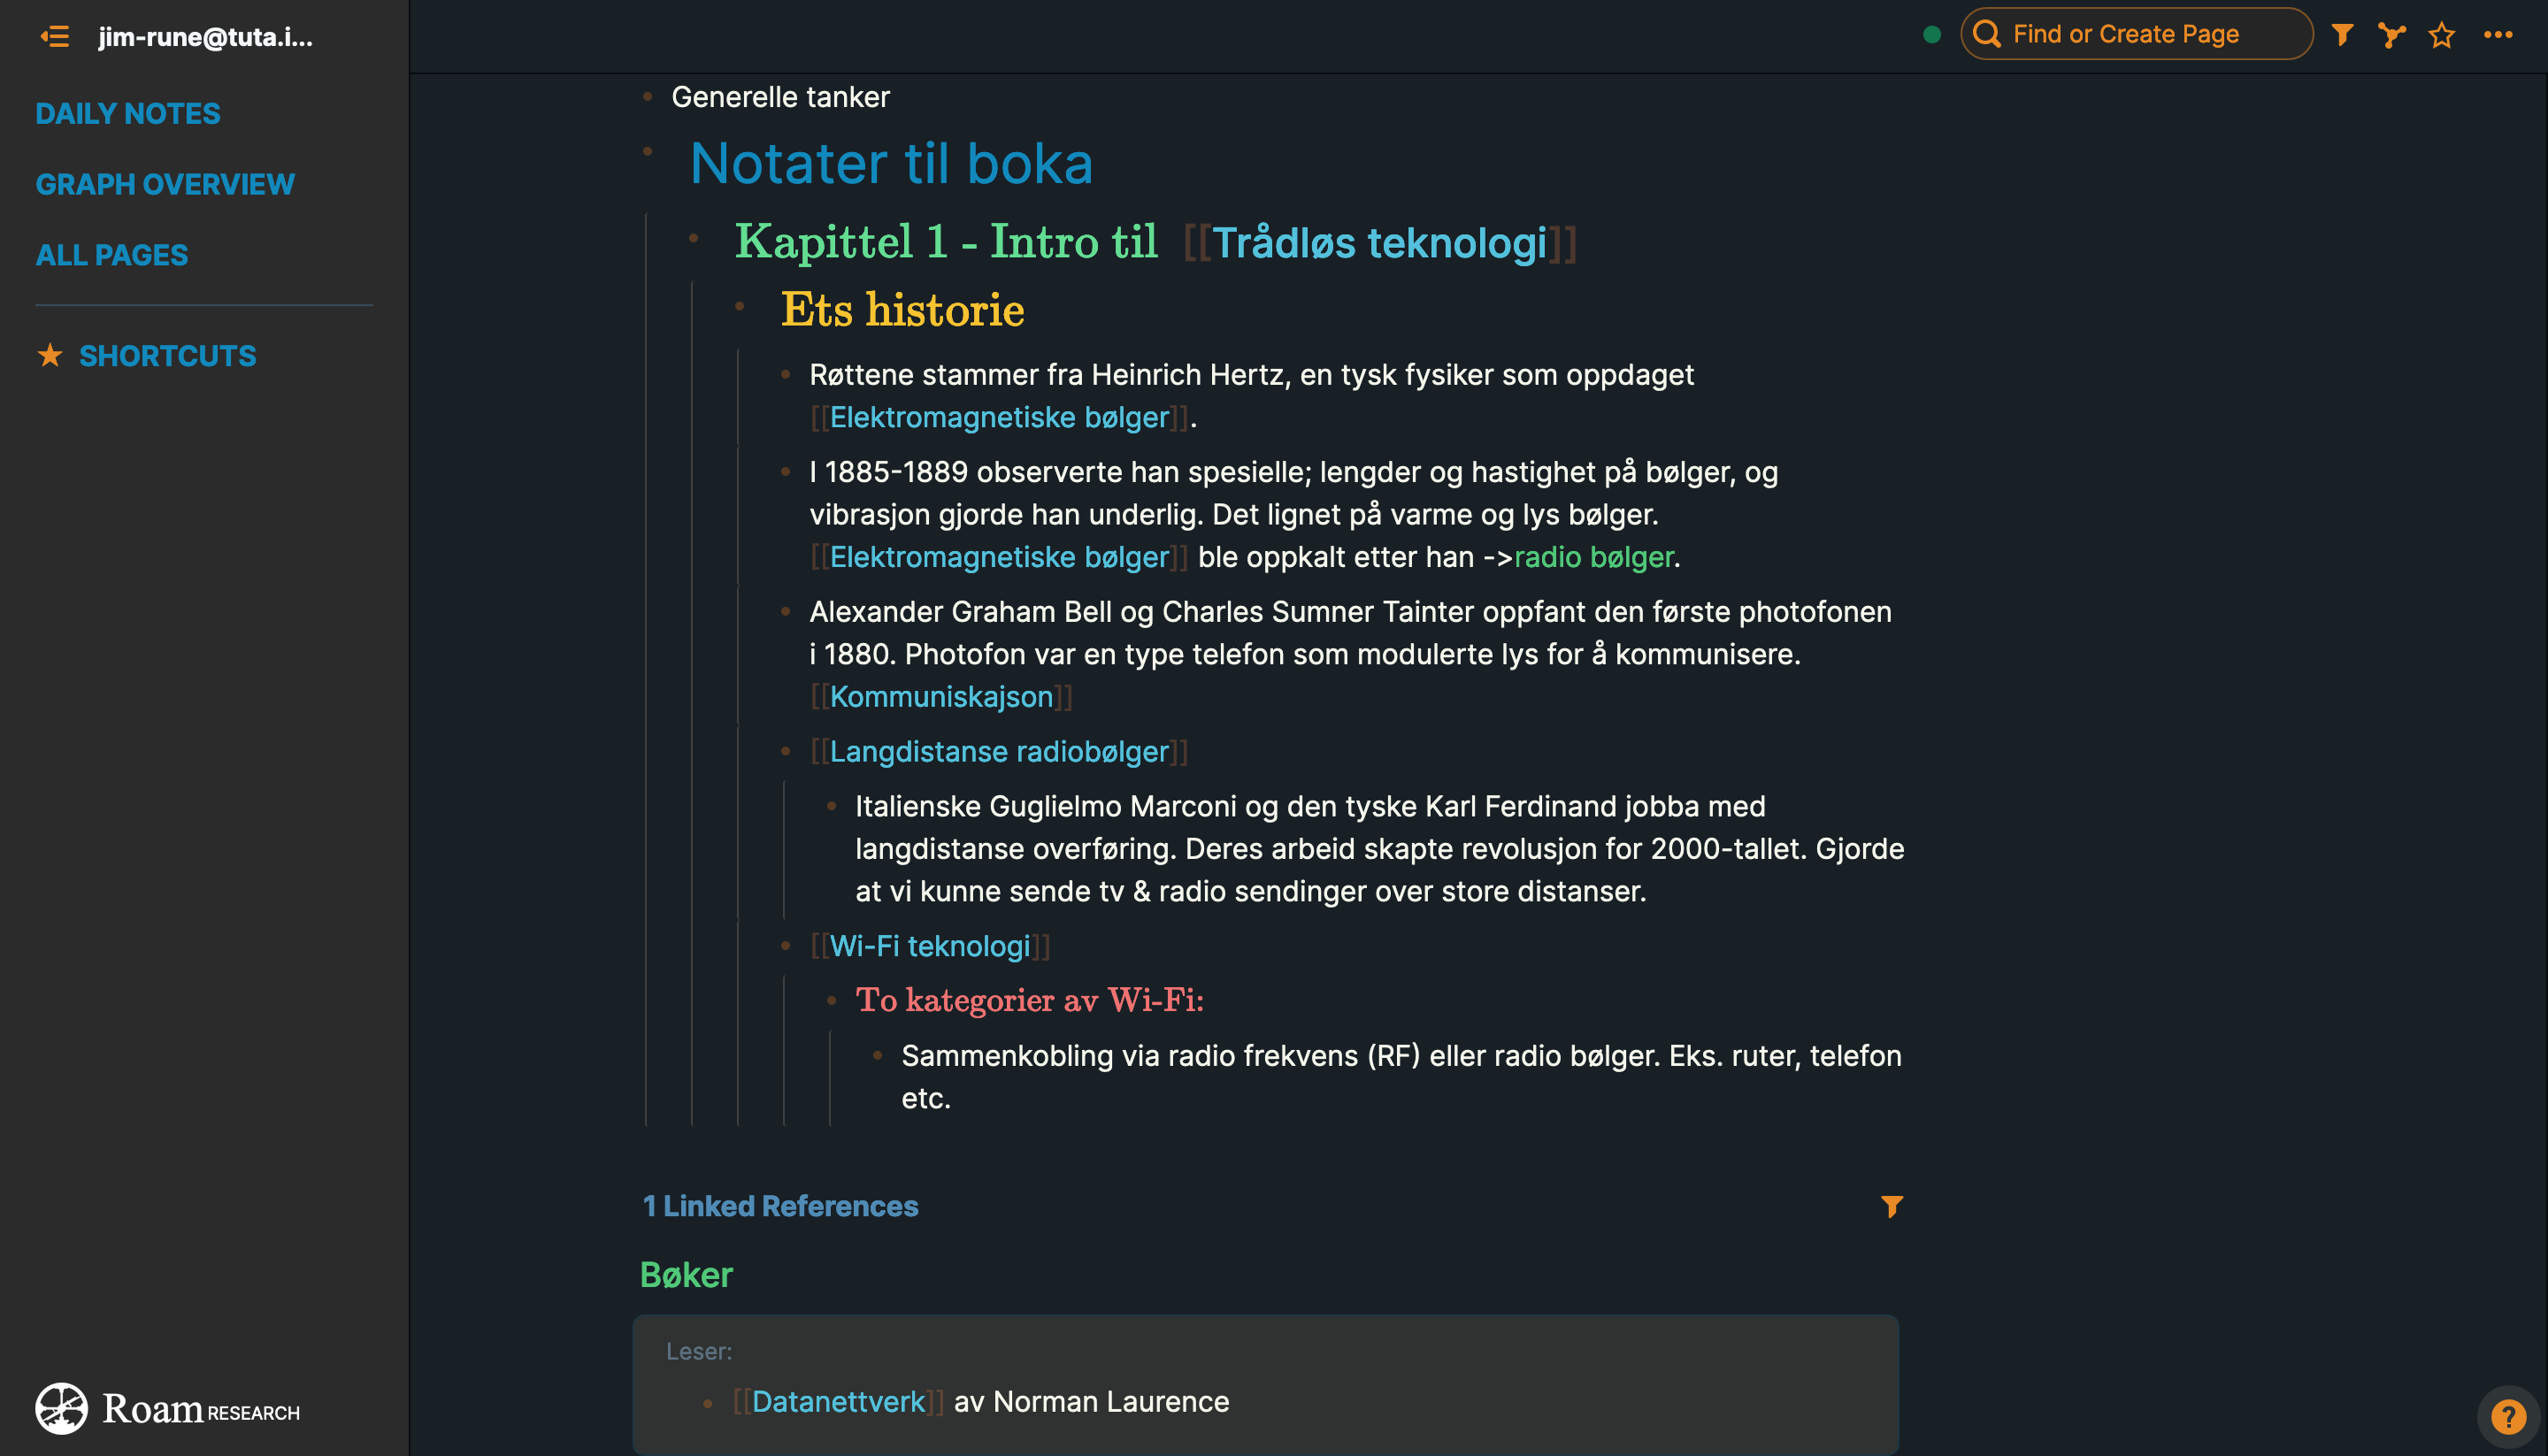 jim-rune@tuta.i...
DAILY NOTES
GRAPH OVERVIEW
ALL PAGES
SHORTCUTS
Roam RESEARCH
Find or Create Page
Generelle tanker
Notater til boka
Kapittel 1 - Intro til [[Trådløs teknologi]]
Ets historie
Røttene stammer fra Heinrich Hertz, en tysk fysiker som oppdaget
[[Elektromagnetiske bølger]].
I 1885-1889 observerte han spesielle; lengder og hastighet på bølger, og
vibrasjon gjorde han underlig. Det lignet på varme og lys bølger.
[[Elektromagnetiske bølger]] ble oppkalt etter han ->radio bølger.
Alexander Graham Bell og Charles Sumner Tainter oppfant den første photofonen
i 1880. Photofon var en type telefon som modulerte lys for å kommunisere.
[[Kommuniskajson]]
[[Langdistanse radiobølger]]
Italienske Guglielmo Marconi og den tyske Karl Ferdinand jobba med
langdistanse overføring. Deres arbeid skapte revolusjon for 2000-tallet. Gjorde
at vi kunne sende tv & radio sendinger over store distanser.
[[Wi-Fi teknologi]]
To kategorier av Wi-Fi:
Sammenkobling via radio frekvens (RF) eller radio bølger. Eks. ruter, telefon
etc.
1 Linked References
Bøker
Leser:
[[Datanettverk]] av Norman Laurence
?